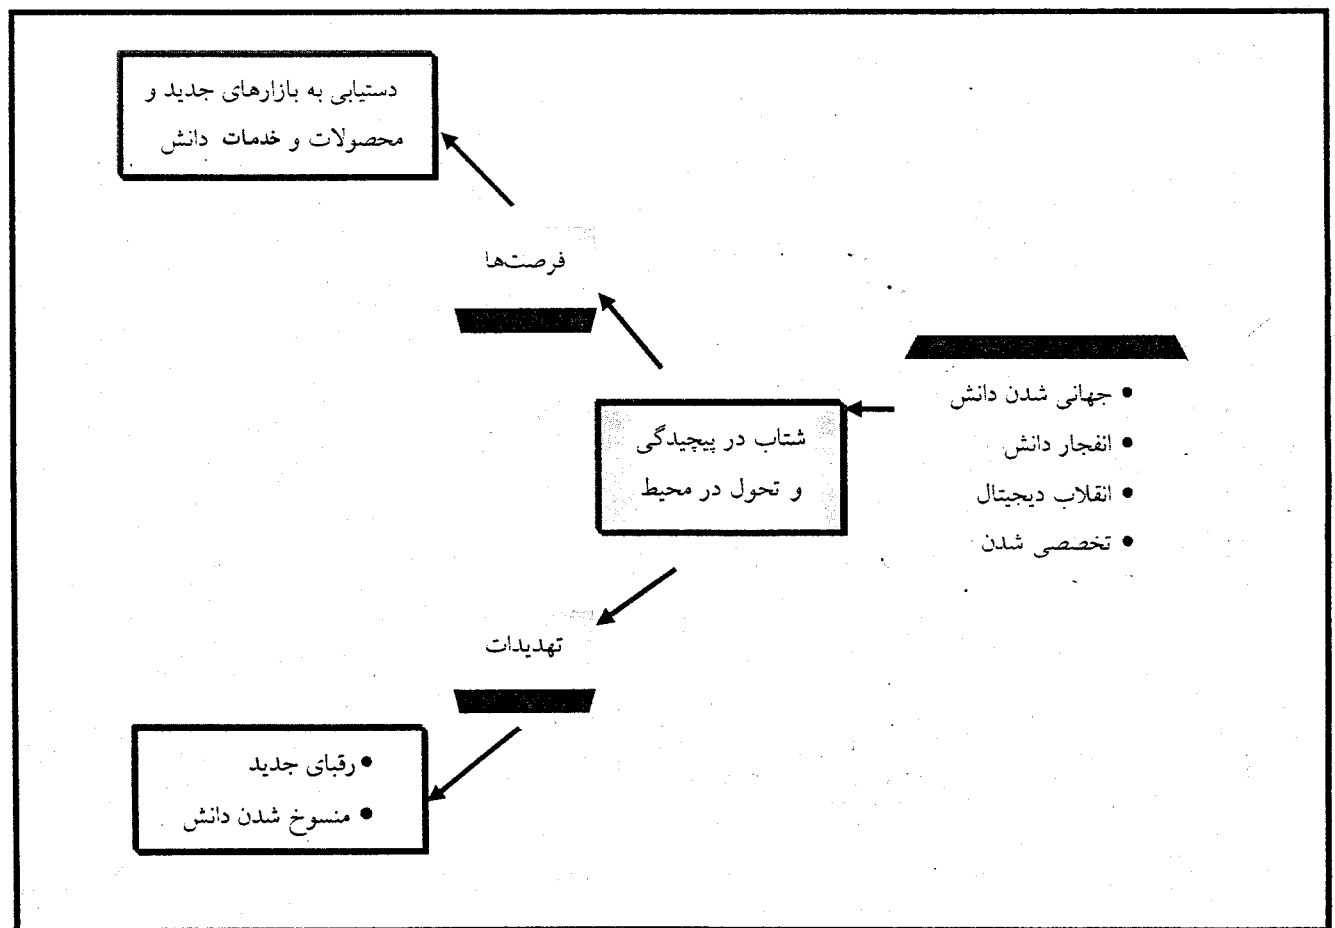 دستیابی به بازارهای جدید و
محصولات و خدمات دانش
فرصت‌ها
• جهانی شدن دانش
• انفجار دانش
• انقلاب دیجیتال
• تخصصی شدن
شتاب در پیچیدگی
و تحول در محیط
تهدیدات
• رقبای جدید
• منسوخ شدن دانش